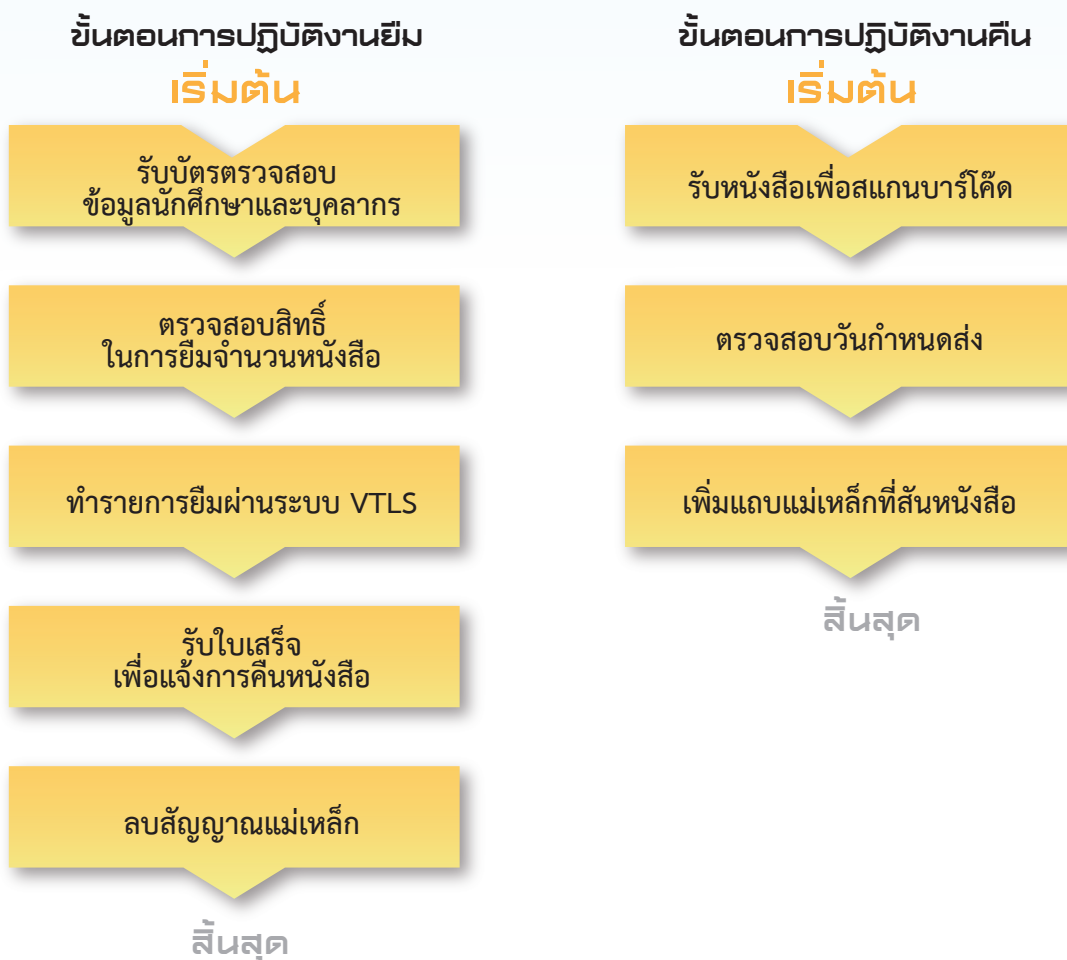 ขั้นตอนการปฏิบัติงานยืม
เริ่มต้น
รับบัตรตรวจสอบ
ข้อมูลนักศึกษาและบุคลากร
ตรวจสอบสิทธิ์
ในการยืมจำนวนหนังสือ
ทำรายการยืมผ่านระบบ VTLS
รับใบเสร็จ
เพื่อแจ้งการคืนหนังสือ
ลบสัญญาณแม่เหล็ก
สิ้นสุด
ขั้นตอนการปฏิบัติงานคืน
เริ่มต้น
รับหนังสือเพื่อสแกนบาร์โค๊ด
ตรวจสอบวันกำหนดส่ง
เพิ่มแถบแม่เหล็กที่สันหนังสือ
สิ้นสุด